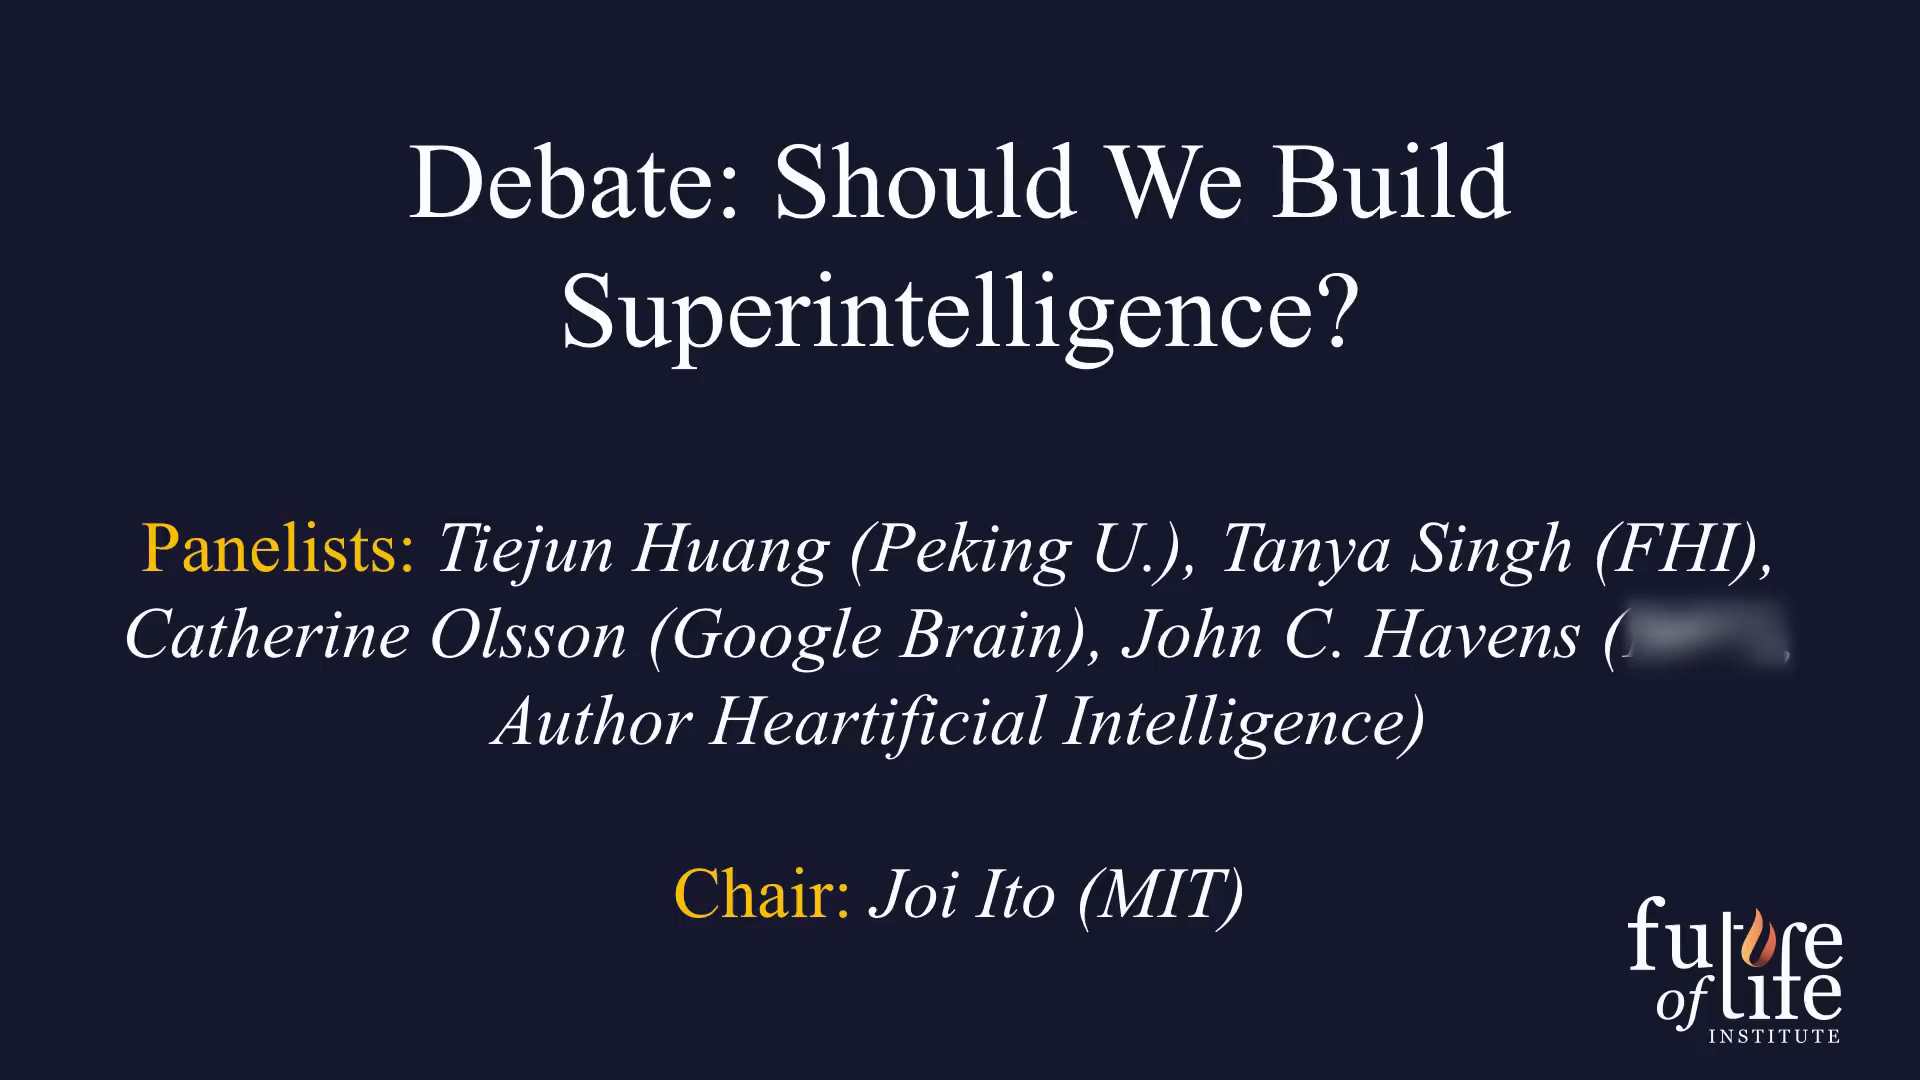 Debate: Should We Build
Superintelligence?
Panelists: Tiejun Huang (Peking U.), Tanya Singh (FHI),
Catherine Olsson (Google Brain), John C. Havens (
Author Heartificial Intelligence)
Chair: Joi Ito (MIT)
future
of life
INSTITUTE